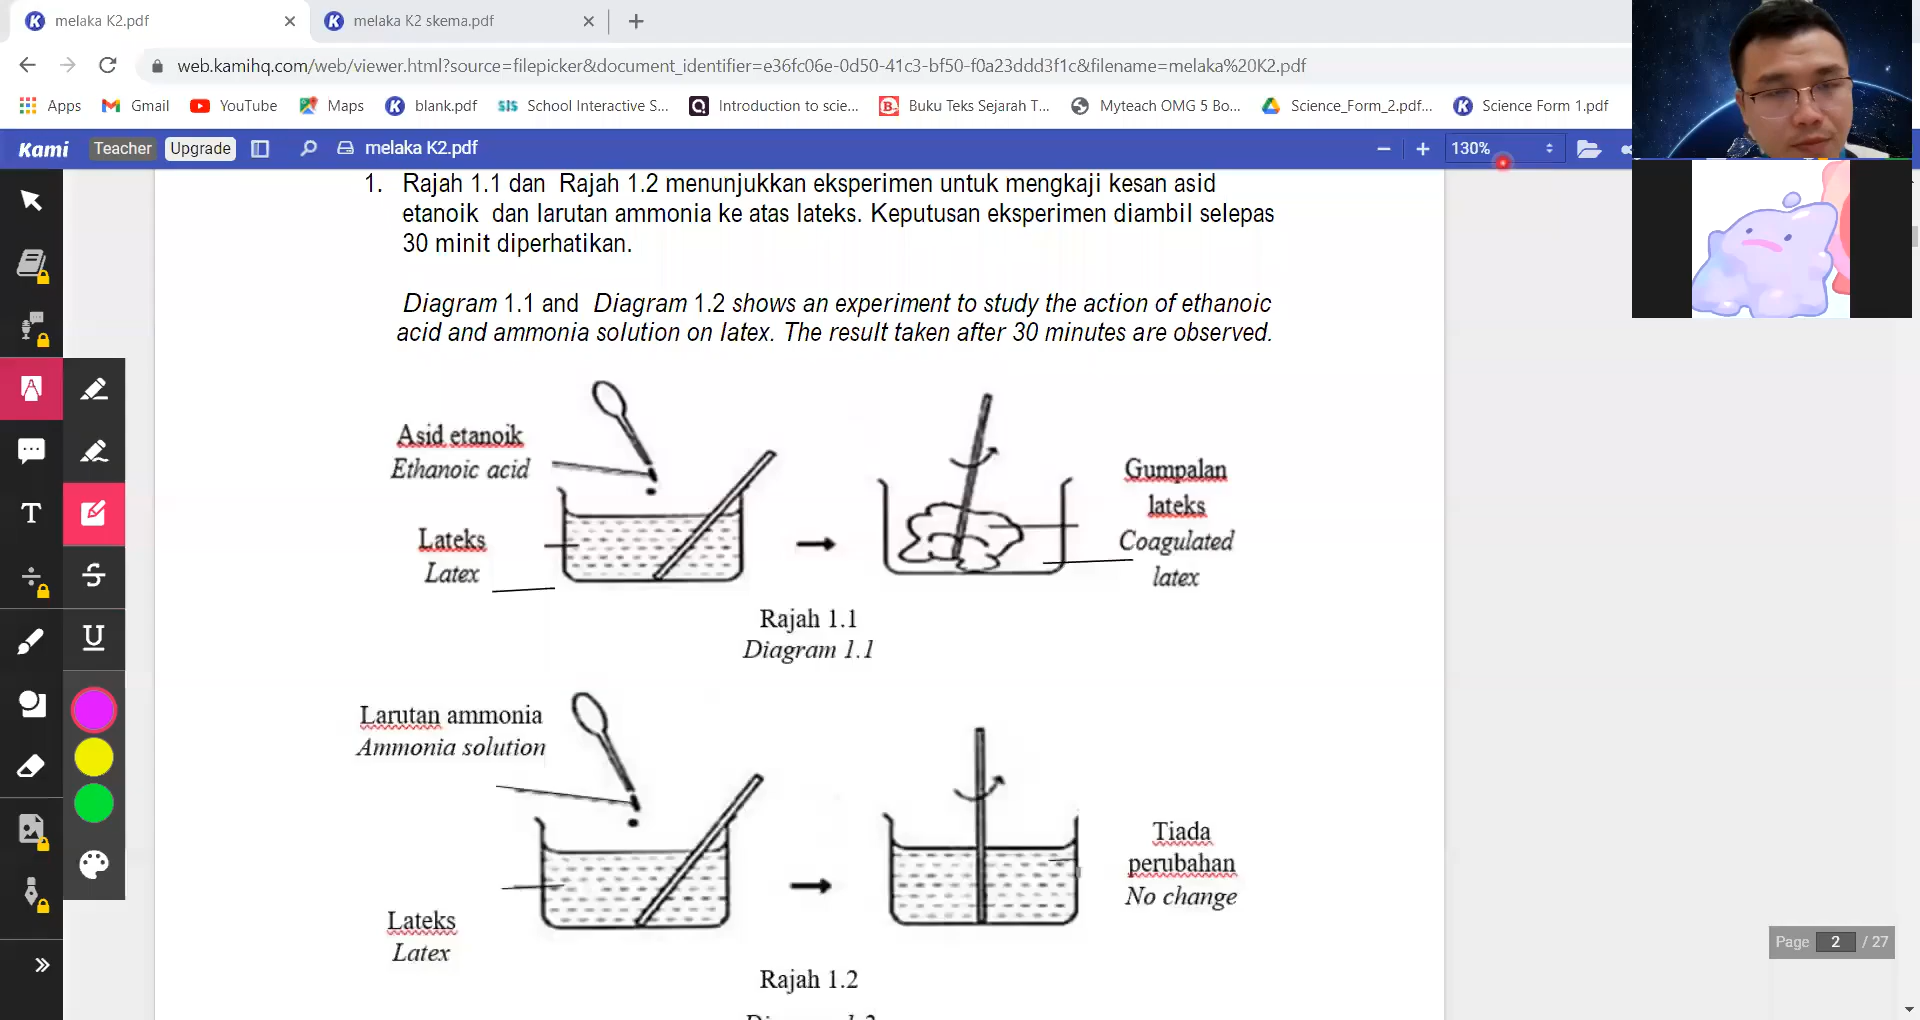 melaka K2.pdf
melaka K2 skema.pdf
web.kamihq.com/web/viewer.html?source=filepicker&document_identifier=e36fc06e-0d50-41c3-bf50-f0a23ddd3f1c&filename=melaka%20K2.pdf
Apps
Gmail
YouTube
Maps
blank.pdf
School Interactive S...
Introduction to scie...
Buku Teks Sejarah T...
Myteach OMG 5 Bo...
Science_Form_2.pdf...
Science Form 1.pdf
Kami
Teacher
Upgrade
melaka K2.pdf
130%
1. Rajah 1.1 dan Rajah 1.2 menunjukkan eksperimen untuk mengkaji kesan asid
etanoik dan larutan ammonia ke atas lateks. Keputusan eksperimen diambil selepas
30 minit diperhatikan.
Diagram 1.1 and Diagram 1.2 shows an experiment to study the action of ethanoic
acid and ammonia solution on latex. The result taken after 30 minutes are observed.
Asid etanoik
Ethanoic acid
Lateks
Latex
Gumpalan
lateks
Coagulated
latex
Rajah 1.1
Diagram 1.1
Larutan ammonia
Ammonia solution
Lateks
Latex
Tiada
perubahan
No change
Rajah 1.2
Page 2 / 27